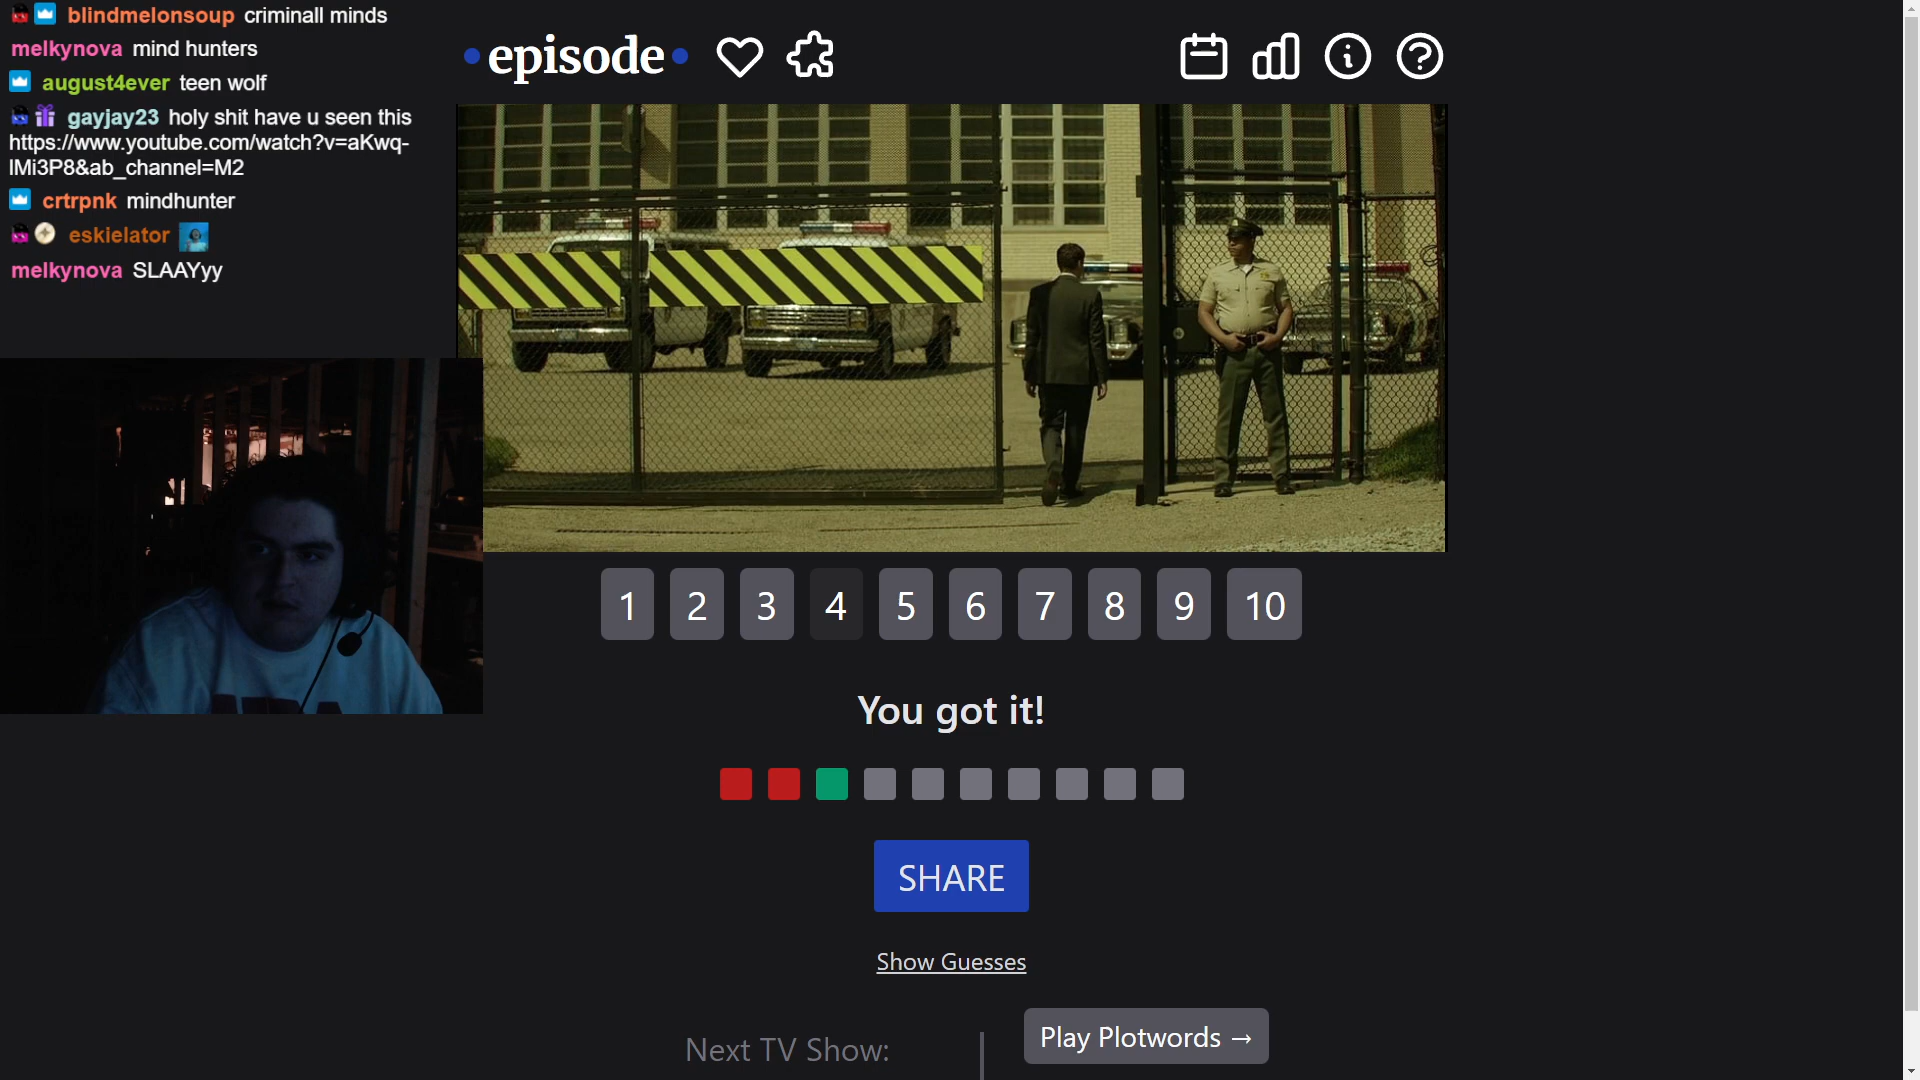 blindmelonsoup criminall minds
melkynova mind hunters
august4ever teen wolf
gayjay23 holy shit have u seen this
https://www.youtube.com/watch?v=aKwq-
lMi3P8&ab_channel=M2
crtrpnk mindhunter
eskielator
melkynova SLAAYyy
episode
1 2 3 4 5 6 7 8 9 10
You got it!
SHARE
Show Guesses
Next TV Show:
Play Plotwords →